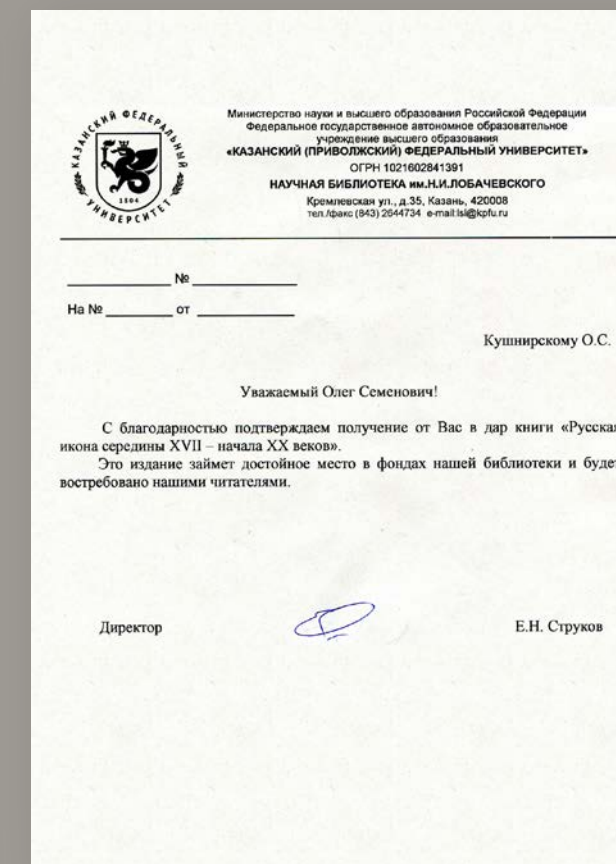 КАЗАНСКИЙ ФЕДЕРАЛЬНЫЙ УНИВЕРСИТЕТ
1804
Министерство науки и высшего образования Российской Федерации
Федеральное государственное автономное образовательное
учреждение высшего образования
«КАЗАНСКИЙ (ПРИВОЛЖСКИЙ) ФЕДЕРАЛЬНЫЙ УНИВЕРСИТЕТ»
ОГРН 1021602841391
НАУЧНАЯ БИБЛИОТЕКА им.Н.И.ЛОБАЧЕВСКОГО
Кремлевская ул., д.35, Казань, 420008
тел./факс (843) 2644734 e-mail:lsl@kpfu.ru
№
На № от
Кушнирскому О.С.
Уважаемый Олег Семенович!
С благодарностью подтверждаем получение от Вас в дар книги «Русская
икона середины XVII – начала XX веков».
Это издание займет достойное место в фондах нашей библиотеки и будет
востребовано нашими читателями.
Директор Е.Н. Струков